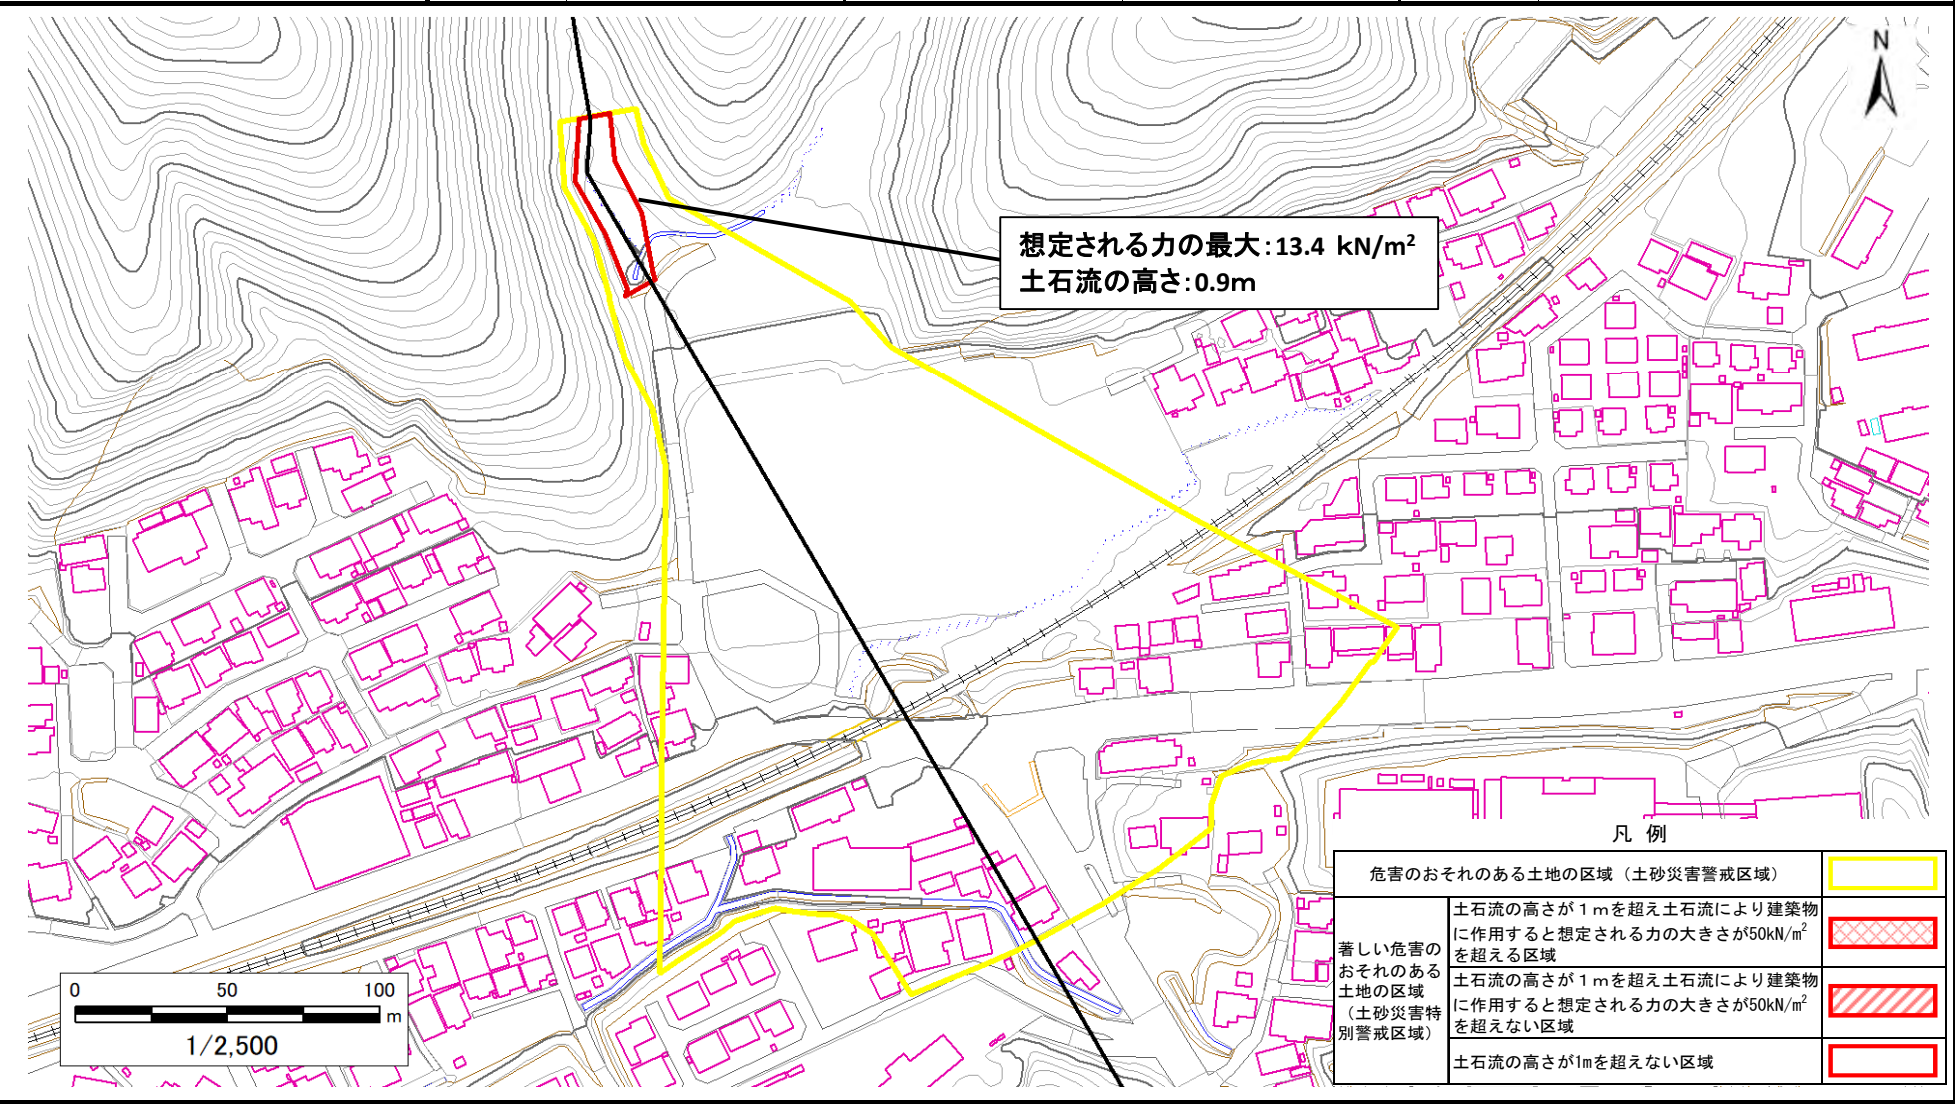 N
想定される力の最大:13.4 kN/m²
土石流の高さ:0.9m
凡 例
危害のおそれのある土地の区域(土砂災害警戒区域)
著しい危害の
おそれのある
土地の区域
(土砂災害特
別警戒区域)
土石流の高さが1mを超え土石流により建築物
に作用すると想定される力の大きさが50kN/㎡
を超える区域
土石流の高さが1mを超え土石流により建築物
に作用すると想定される力の大きさが50kN/㎡
を超えない区域
土石流の高さが1mを超えない区域
0 50 100
m
1/2,500